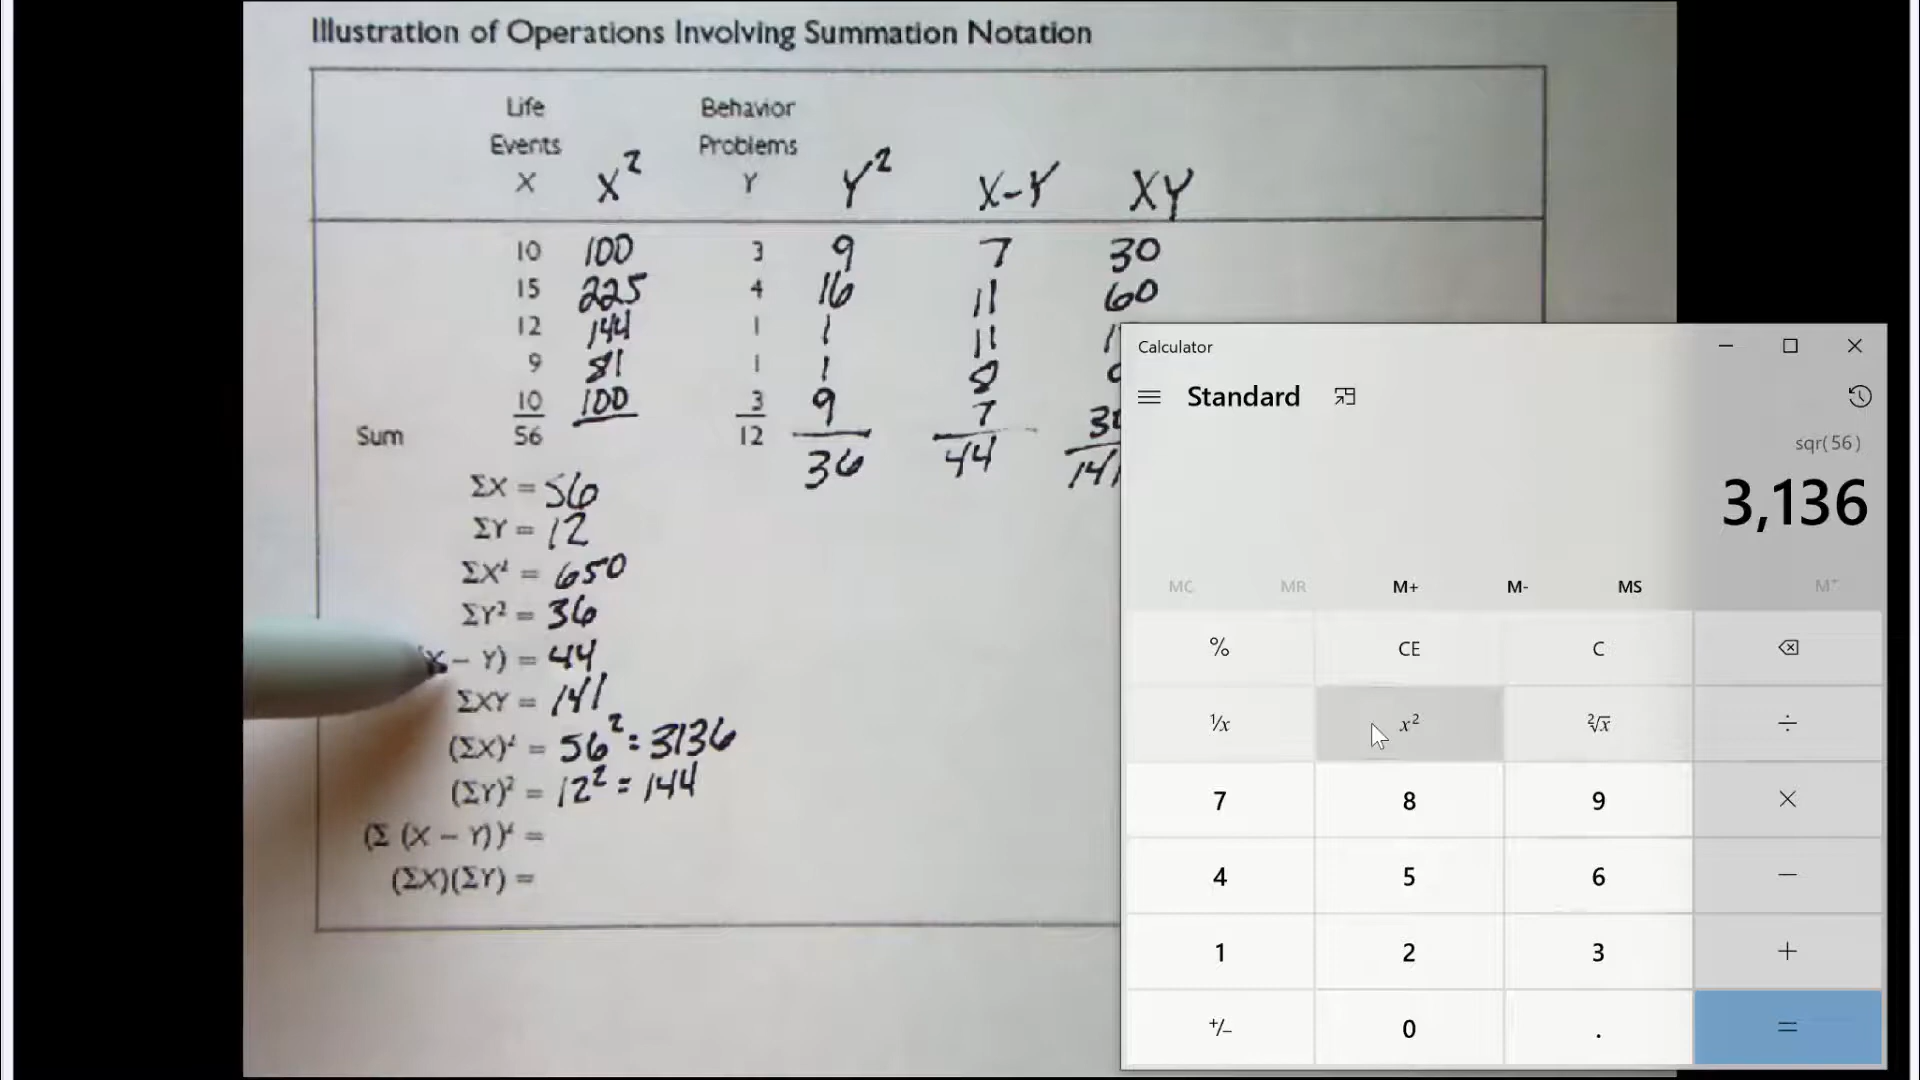 Illustration of Operations Involving Summation Notation
Life Behavior
Events Problems
X X² Y Y² X-Y XY
10 100 3 9 7 30
15 225 4 16 11 60
12 144 1 1 11
9 81 1 1 8
10 100 3 9 7
Sum 56 12 36 44 141
ΣX = 56
ΣY = 12
ΣX² = 650
ΣY² = 36
X – Y) = 44
ΣXY = 141
(ΣX)² = 56² = 3136
(ΣY)² = 12² = 144
(Σ (X – Y))² =
(ΣX)(ΣY) =
Calculator
Standard
sqr(56)
3,136
MC MR M+ M- MS
% CE C
⅟x x² ²√x ÷
7 8 9 ×
4 5 6 −
1 2 3 +
+/− 0 . =